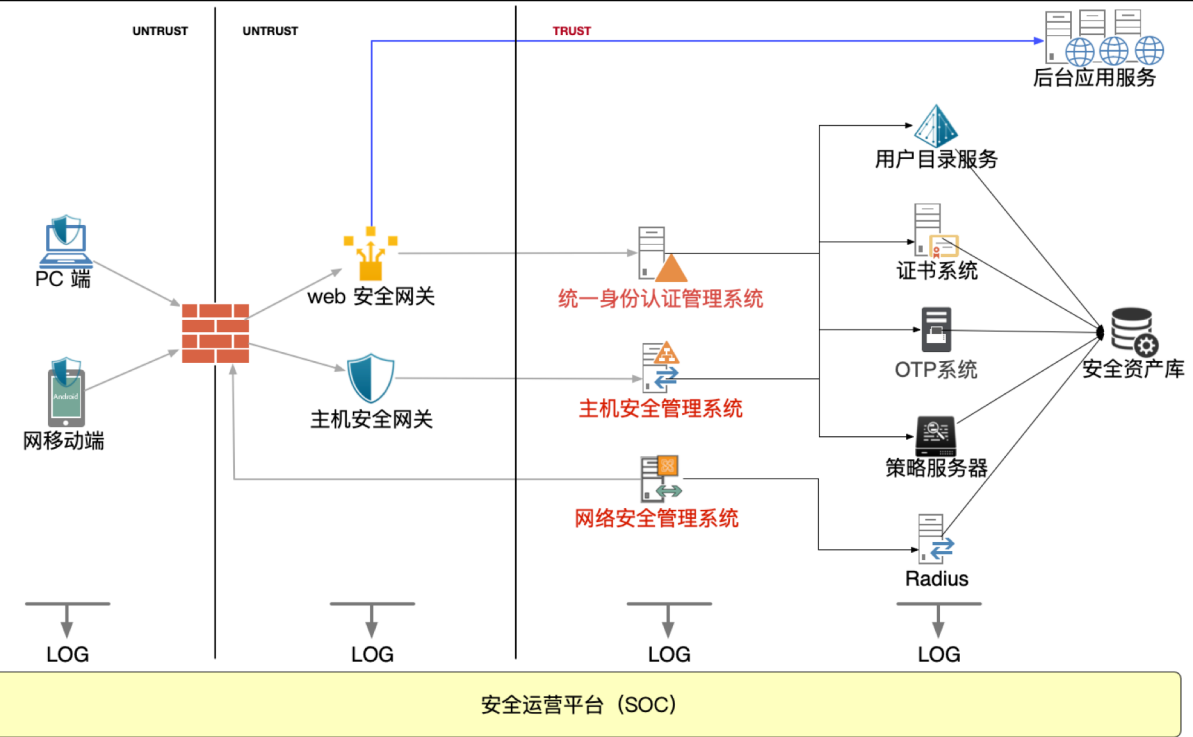 UNTRUST
UNTRUST
TRUST
后台应用服务
用户目录服务
PC 端
web 安全网关
统一身份认证管理系统
证书系统
Android
网移动端
主机安全网关
主机安全管理系统
OTP系统
安全资产库
策略服务器
网络安全管理系统
Radius
LOG
LOG
LOG
LOG
安全运营平台（SOC）